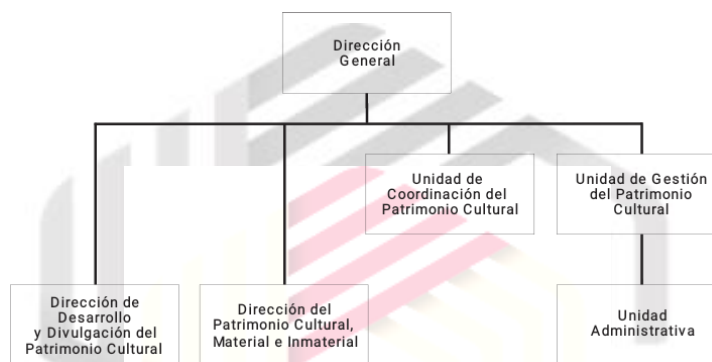 Dirección
General
Unidad de
Coordinación del
Patrimonio Cultural
Unidad de Gestión
del Patrimonio
Cultural
Dirección de
Desarrollo
y Divulgación del
Patrimonio Cultural
Dirección del
Patrimonio Cultural,
Material e Inmaterial
Unidad
Administrativa